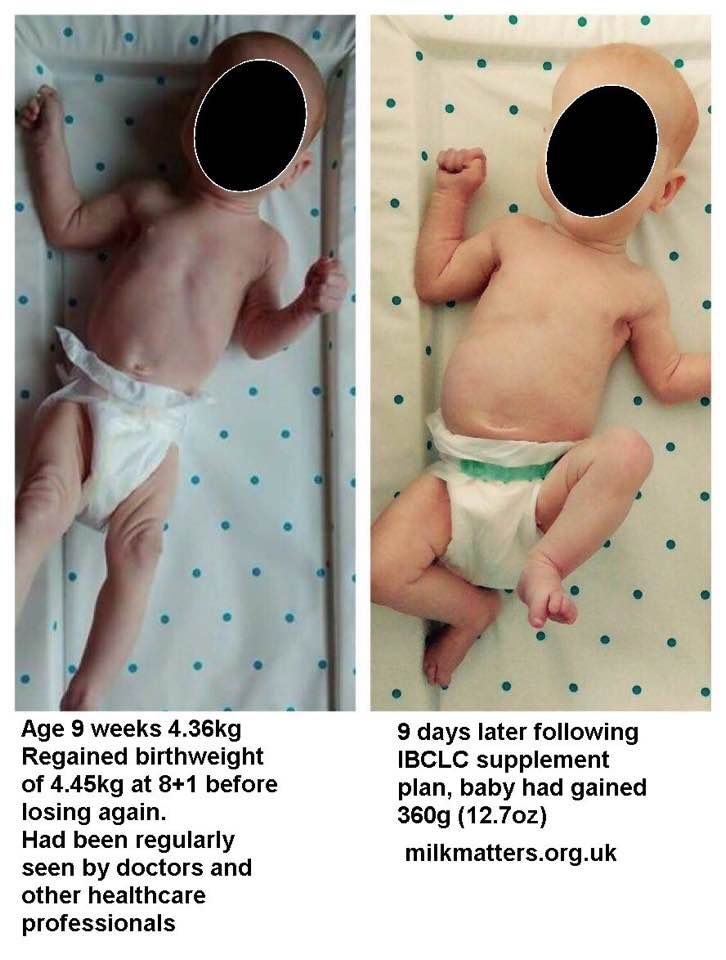 Age 9 weeks 4.36kg
Regained birthweight
of 4.45kg at 8+1 before
losing again.
Had been regularly
seen by doctors and
other healthcare
professionals
9 days later following
IBCLC supplement
plan, baby had gained
360g (12.7oz)
milkmatters.org.uk